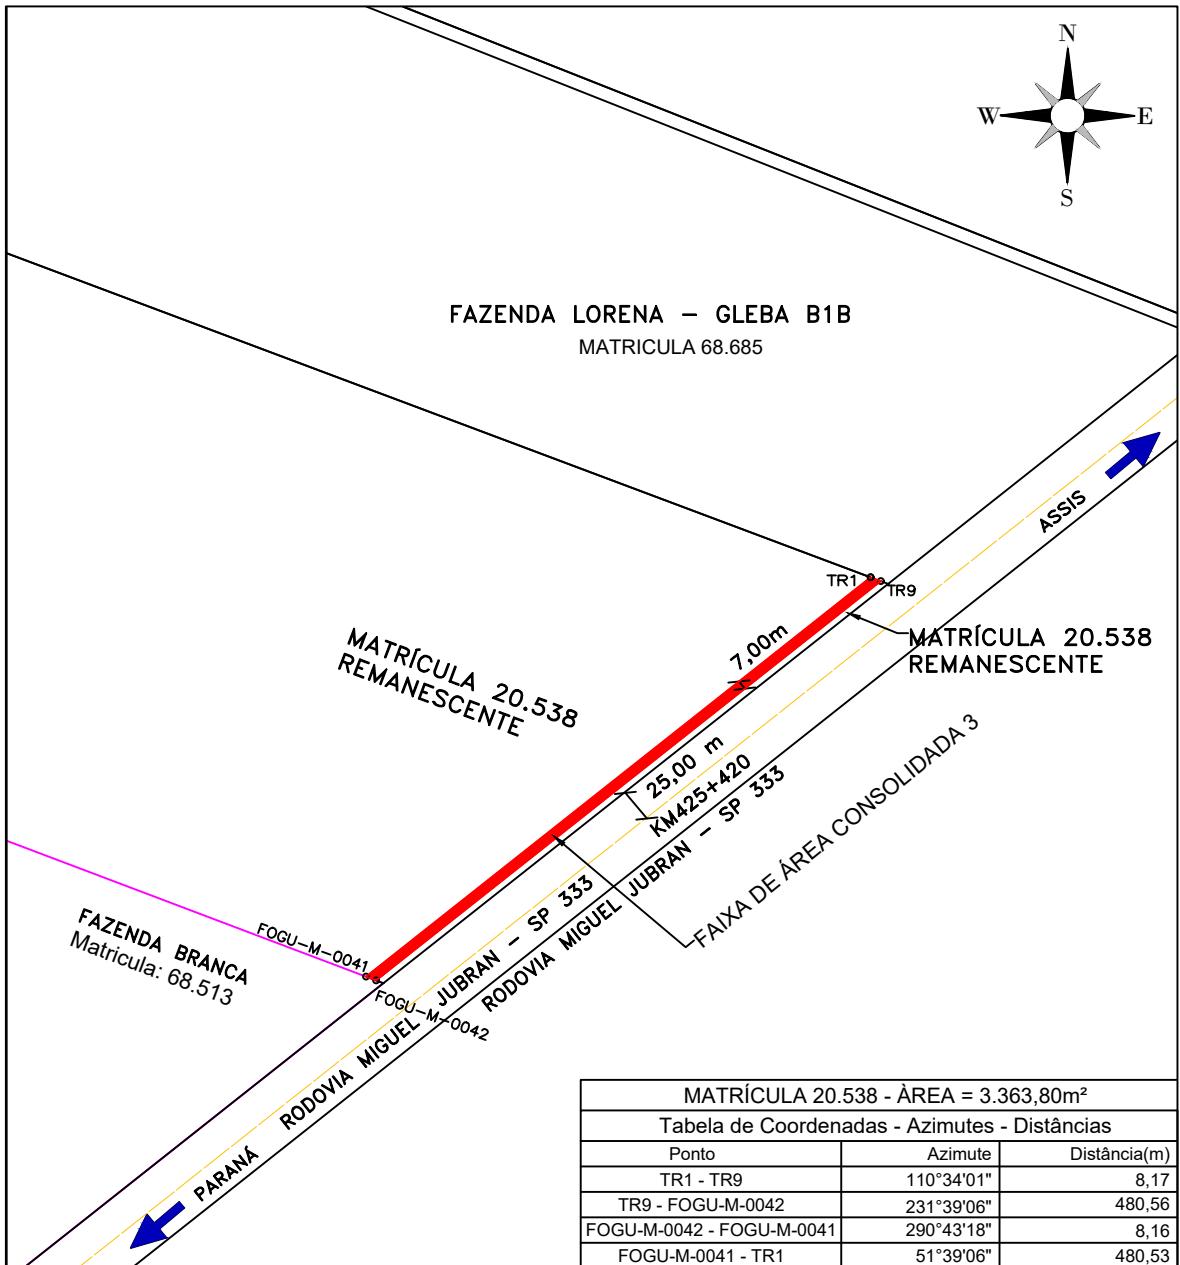 N
W
E
S
FAZENDA LORENA – GLEBA B1B
MATRICULA 68.685
ASSIS
TR1
TR9
7,00m
MATRÍCULA 20.538
REMANESCENTE
MATRÍCULA 20.538
REMANESCENTE
25,00 m
KM425+420
FAIXA DE ÁREA CONSOLIDADA 3
RODOVIA MIGUEL JUBRAN – SP 333
RODOVIA MIGUEL JUBRAN – SP 333
FAZENDA BRANCA
Matricula: 68.513
FOGU-M-0041
FOGU-M-0042
PARANÁ
MATRÍCULA 20.538 - ÀREA = 3.363,80m²
Tabela de Coordenadas - Azimutes - Distâncias
Ponto Azimute Distância(m)
TR1 - TR9 110°34'01" 8,17
TR9 - FOGU-M-0042 231°39'06" 480,56
FOGU-M-0042 - FOGU-M-0041 290°43'18" 8,16
FOGU-M-0041 - TR1 51°39'06" 480,53